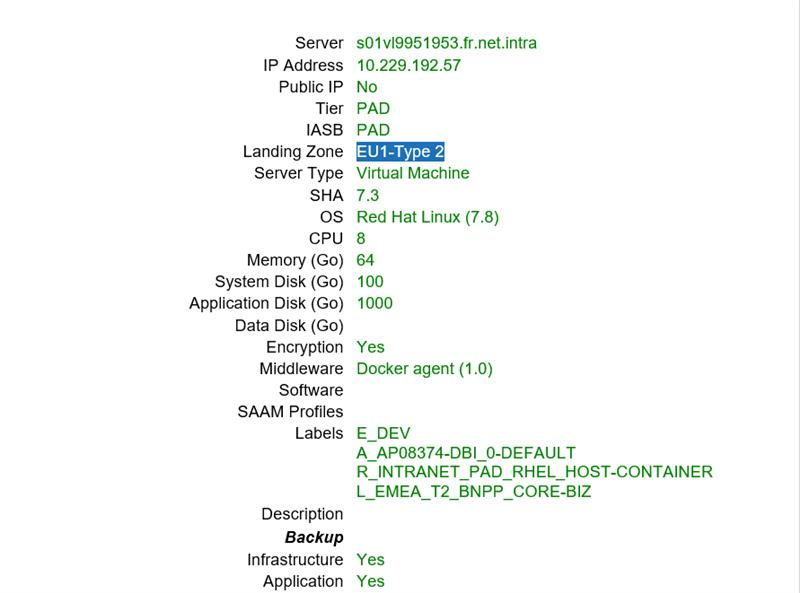 Server s01vl9951953.fr.net.intra
IP Address 10.229.192.57
Public IP No
Tier PAD
IASB PAD
Landing Zone EU1-Type 2
Server Type Virtual Machine
SHA 7.3
OS Red Hat Linux (7.8)
CPU 8
Memory (Go) 64
System Disk (Go) 100
Application Disk (Go) 1000
Data Disk (Go)
Encryption Yes
Middleware Docker agent (1.0)
Software
SAAM Profiles
Labels E_DEV
A_AP08374-DBI_0-DEFAULT
R_INTRANET_PAD_RHEL_HOST-CONTAINER
L_EMEA_T2_BNPP_CORE-BIZ
Description
Backup
Infrastructure Yes
Application Yes